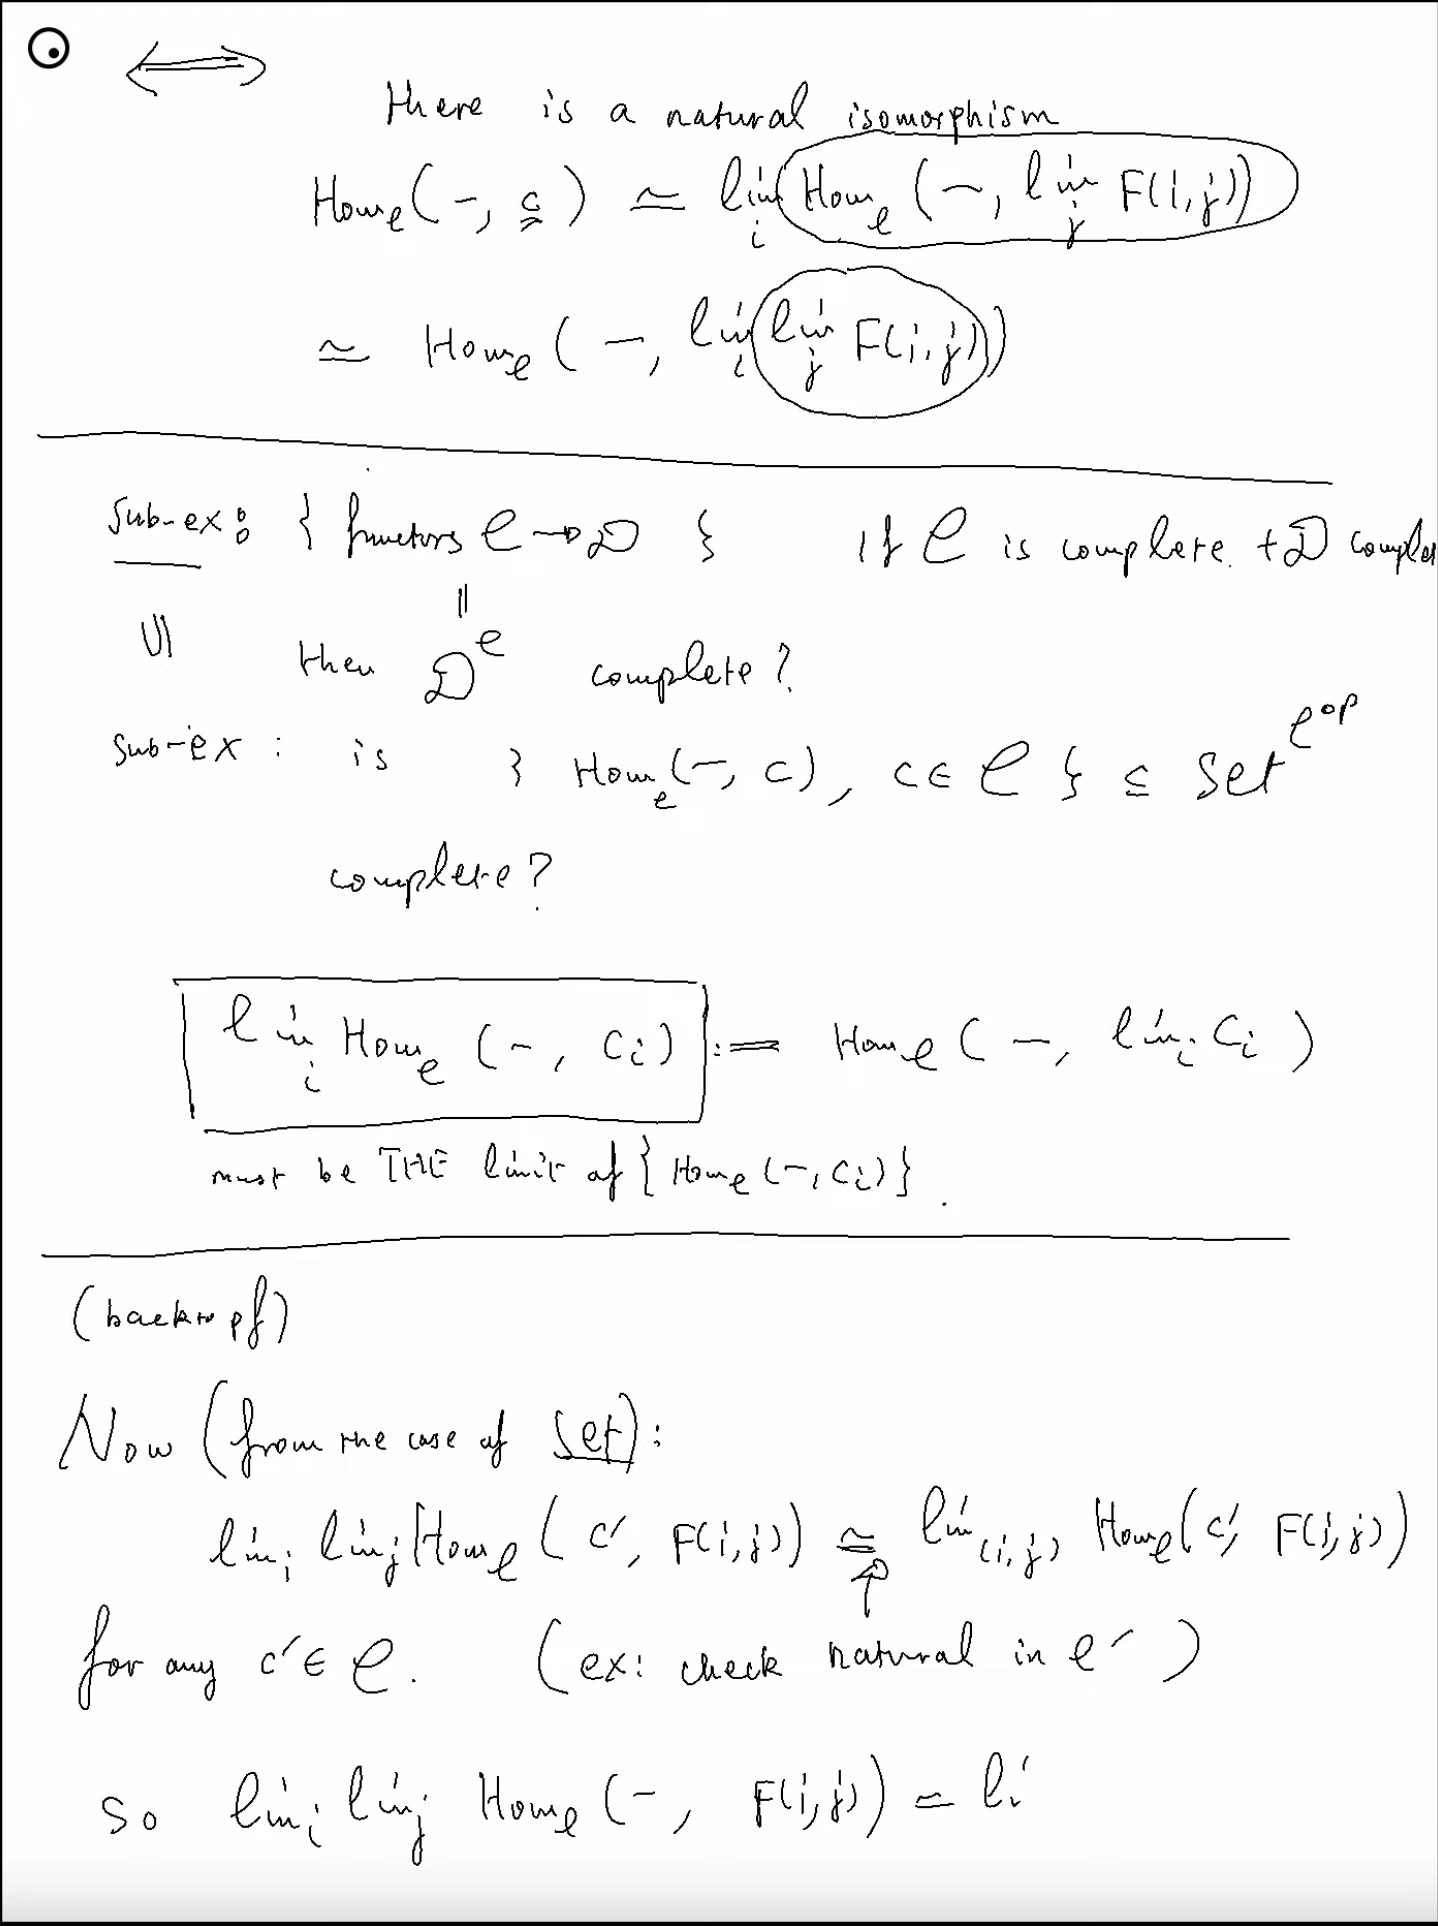 ⟺
there is a natural isomorphism
Hom_C(-, c) ≃ lim_i Hom_C(-, lim_j F(i,j))
≃ Hom_C(-, lim_i lim_j F(i,j))
Sub-ex: { functors C → D } if C is complete + D comple
||
U| then D^C complete?
Sub-ex: is { Hom_C(-, c), c ∈ C } ⊆ Set^{C^op}
complete?
lim_i Hom_C(-, C_i) := Hom_C(-, lim_i C_i)
must be THE limit of { Hom_C(-, C_i) }.
(back to pf)
Now (from the case of Set):
lim_i lim_j Hom_C(c', F(i,j)) ≃ lim_(i,j) Hom_C(c', F(i,j))
↑
for any c' ∈ C. (ex: check natural in c')
So lim_i lim_j Hom_C(-, F(i,j)) ≃ li